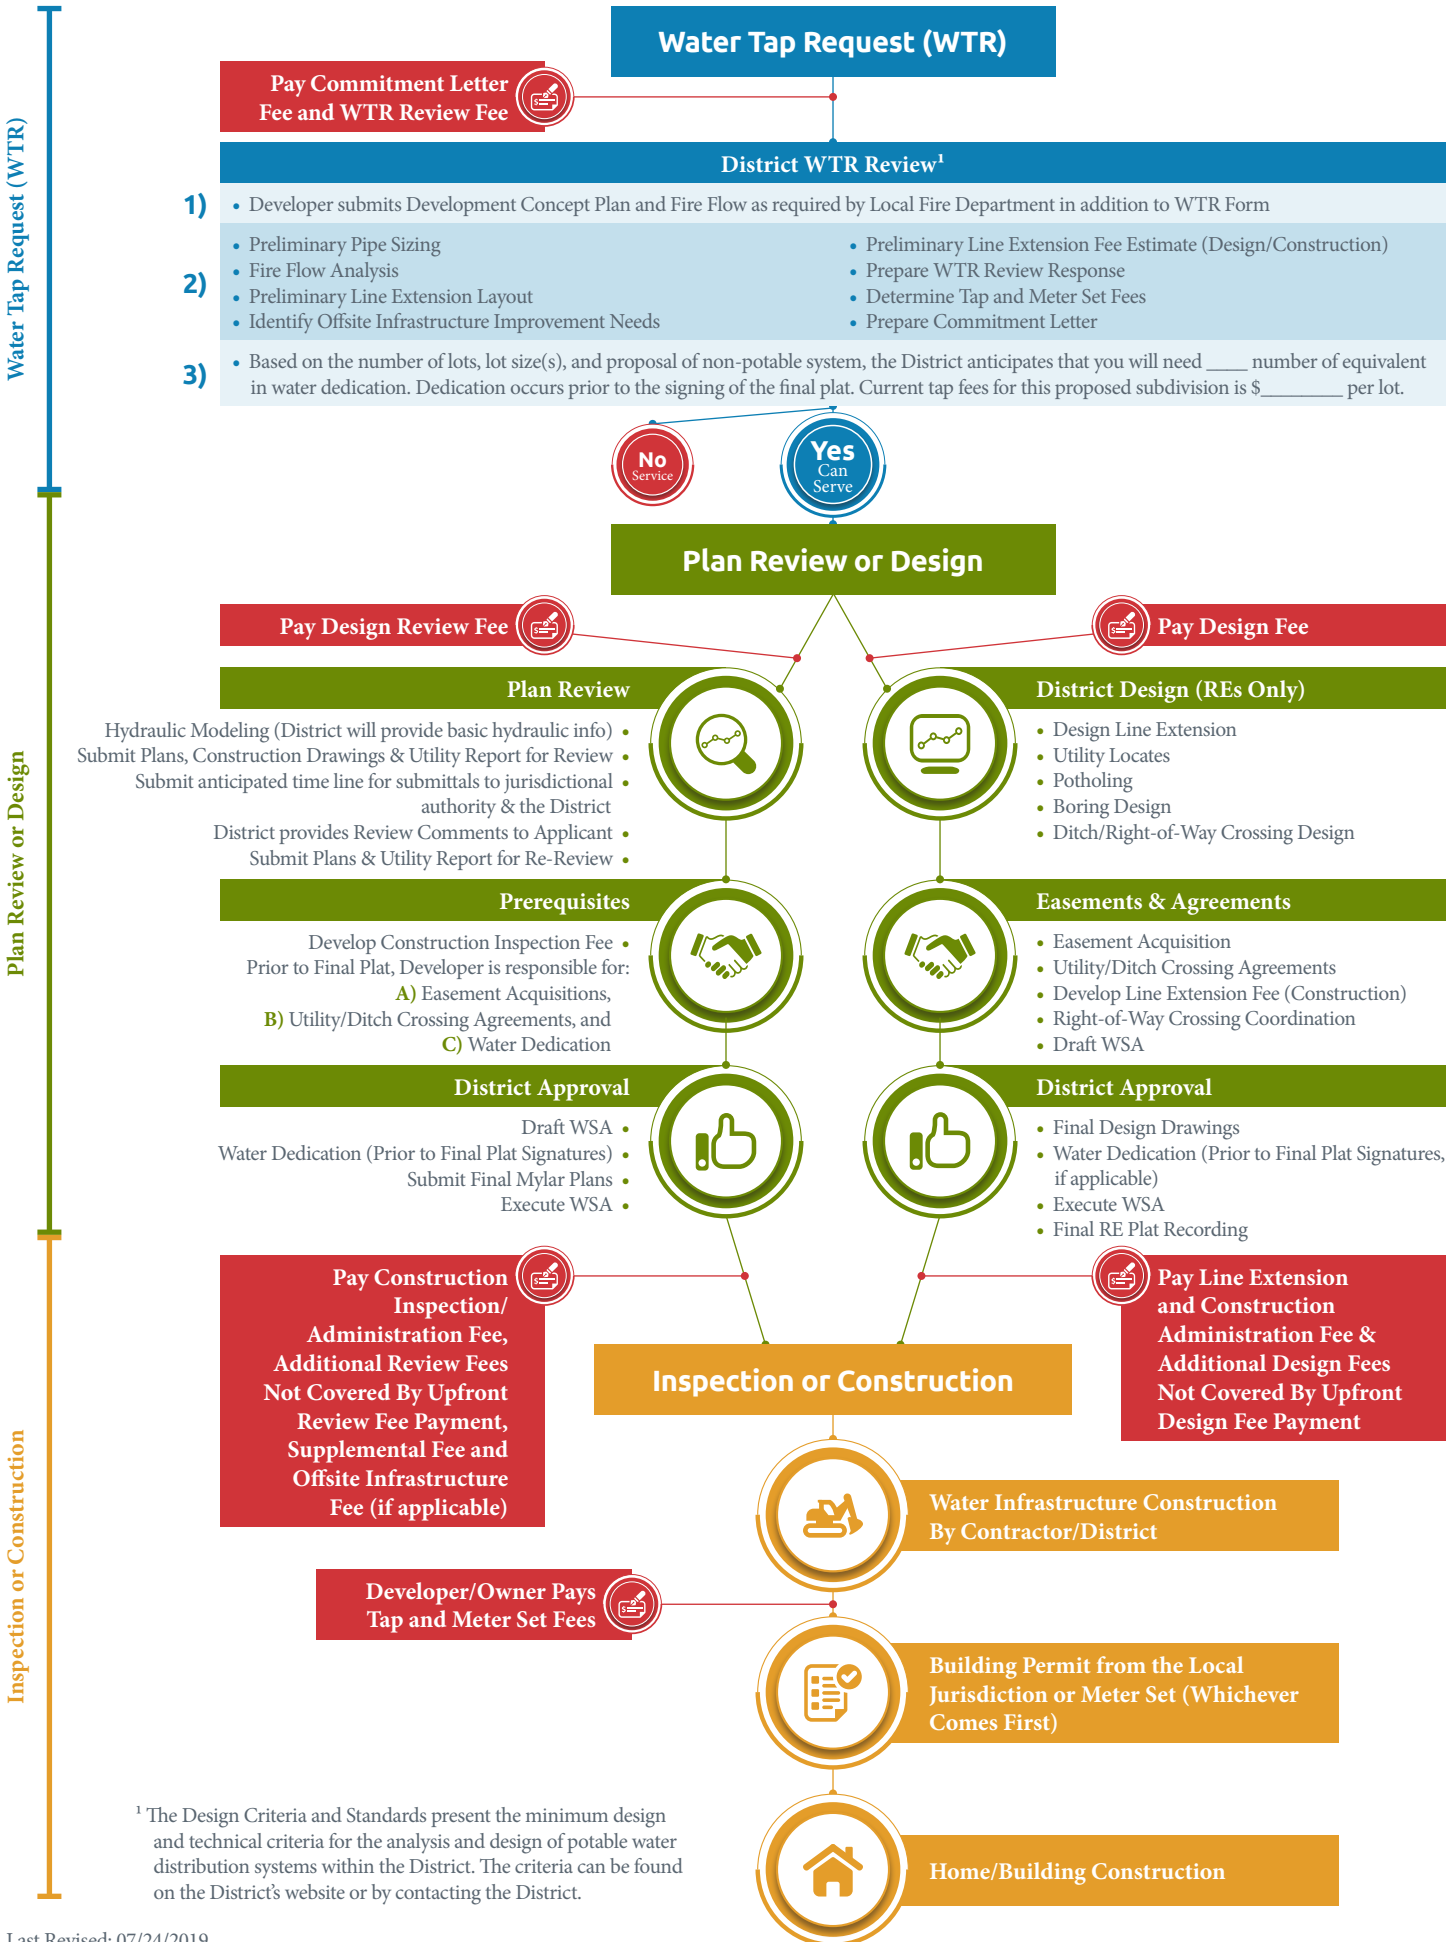 Water Tap Request (WTR)
Water Tap Request (WTR)
Pay Commitment Letter
Fee and WTR Review Fee
District WTR Review¹
1)
• Developer submits Development Concept Plan and Fire Flow as required by Local Fire Department in addition to WTR Form
2)
• Preliminary Pipe Sizing
• Fire Flow Analysis
• Preliminary Line Extension Layout
• Identify Offsite Infrastructure Improvement Needs
• Preliminary Line Extension Fee Estimate (Design/Construction)
• Prepare WTR Review Response
• Determine Tap and Meter Set Fees
• Prepare Commitment Letter
3)
• Based on the number of lots, lot size(s), and proposal of non-potable system, the District anticipates that you will need ____ number of equivalent
in water dedication. Dedication occurs prior to the signing of the final plat. Current tap fees for this proposed subdivision is $________ per lot.
No
Service
Yes
Can
Serve
Plan Review or Design
Plan Review or Design
Pay Design Review Fee
Pay Design Fee
Plan Review
Hydraulic Modeling (District will provide basic hydraulic info) •
Submit Plans, Construction Drawings & Utility Report for Review •
Submit anticipated time line for submittals to jurisdictional •
authority & the District
District provides Review Comments to Applicant •
Submit Plans & Utility Report for Re-Review •
District Design (REs Only)
• Design Line Extension
• Utility Locates
• Potholing
• Boring Design
• Ditch/Right-of-Way Crossing Design
Prerequisites
Develop Construction Inspection Fee •
Prior to Final Plat, Developer is responsible for:
A) Easement Acquisitions,
B) Utility/Ditch Crossing Agreements, and
C) Water Dedication
Easements & Agreements
• Easement Acquisition
• Utility/Ditch Crossing Agreements
• Develop Line Extension Fee (Construction)
• Right-of-Way Crossing Coordination
• Draft WSA
District Approval
Draft WSA •
Water Dedication (Prior to Final Plat Signatures) •
Submit Final Mylar Plans •
Execute WSA •
District Approval
• Final Design Drawings
• Water Dedication (Prior to Final Plat Signatures,
if applicable)
• Execute WSA
• Final RE Plat Recording
Inspection or Construction
Pay Construction
Inspection/
Administration Fee,
Additional Review Fees
Not Covered By Upfront
Review Fee Payment,
Supplemental Fee and
Offsite Infrastructure
Fee (if applicable)
Pay Line Extension
and Construction
Administration Fee &
Additional Design Fees
Not Covered By Upfront
Design Fee Payment
Inspection or Construction
Water Infrastructure Construction
By Contractor/District
Developer/Owner Pays
Tap and Meter Set Fees
Building Permit from the Local
Jurisdiction or Meter Set (Whichever
Comes First)
Home/Building Construction
¹ The Design Criteria and Standards present the minimum design
and technical criteria for the analysis and design of potable water
distribution systems within the District. The criteria can be found
on the District's website or by contacting the District.
Last Revised: 07/24/2019